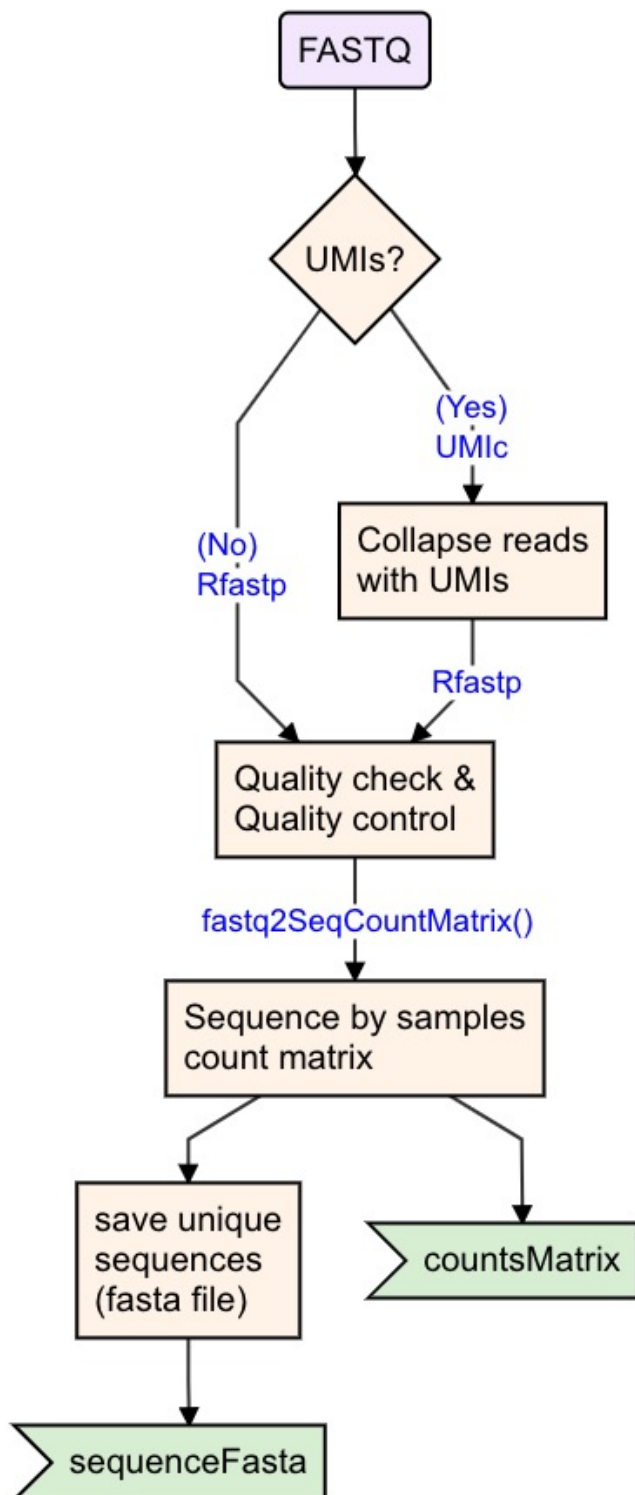 FASTQ
UMIs?
(Yes)
UMIc
Collapse reads
with UMIs
(No)
Rfastp
Rfastp
Quality check &
Quality control
fastq2SeqCountMatrix()
Sequence by samples
count matrix
save unique
sequences
(fasta file)
countsMatrix
sequenceFasta